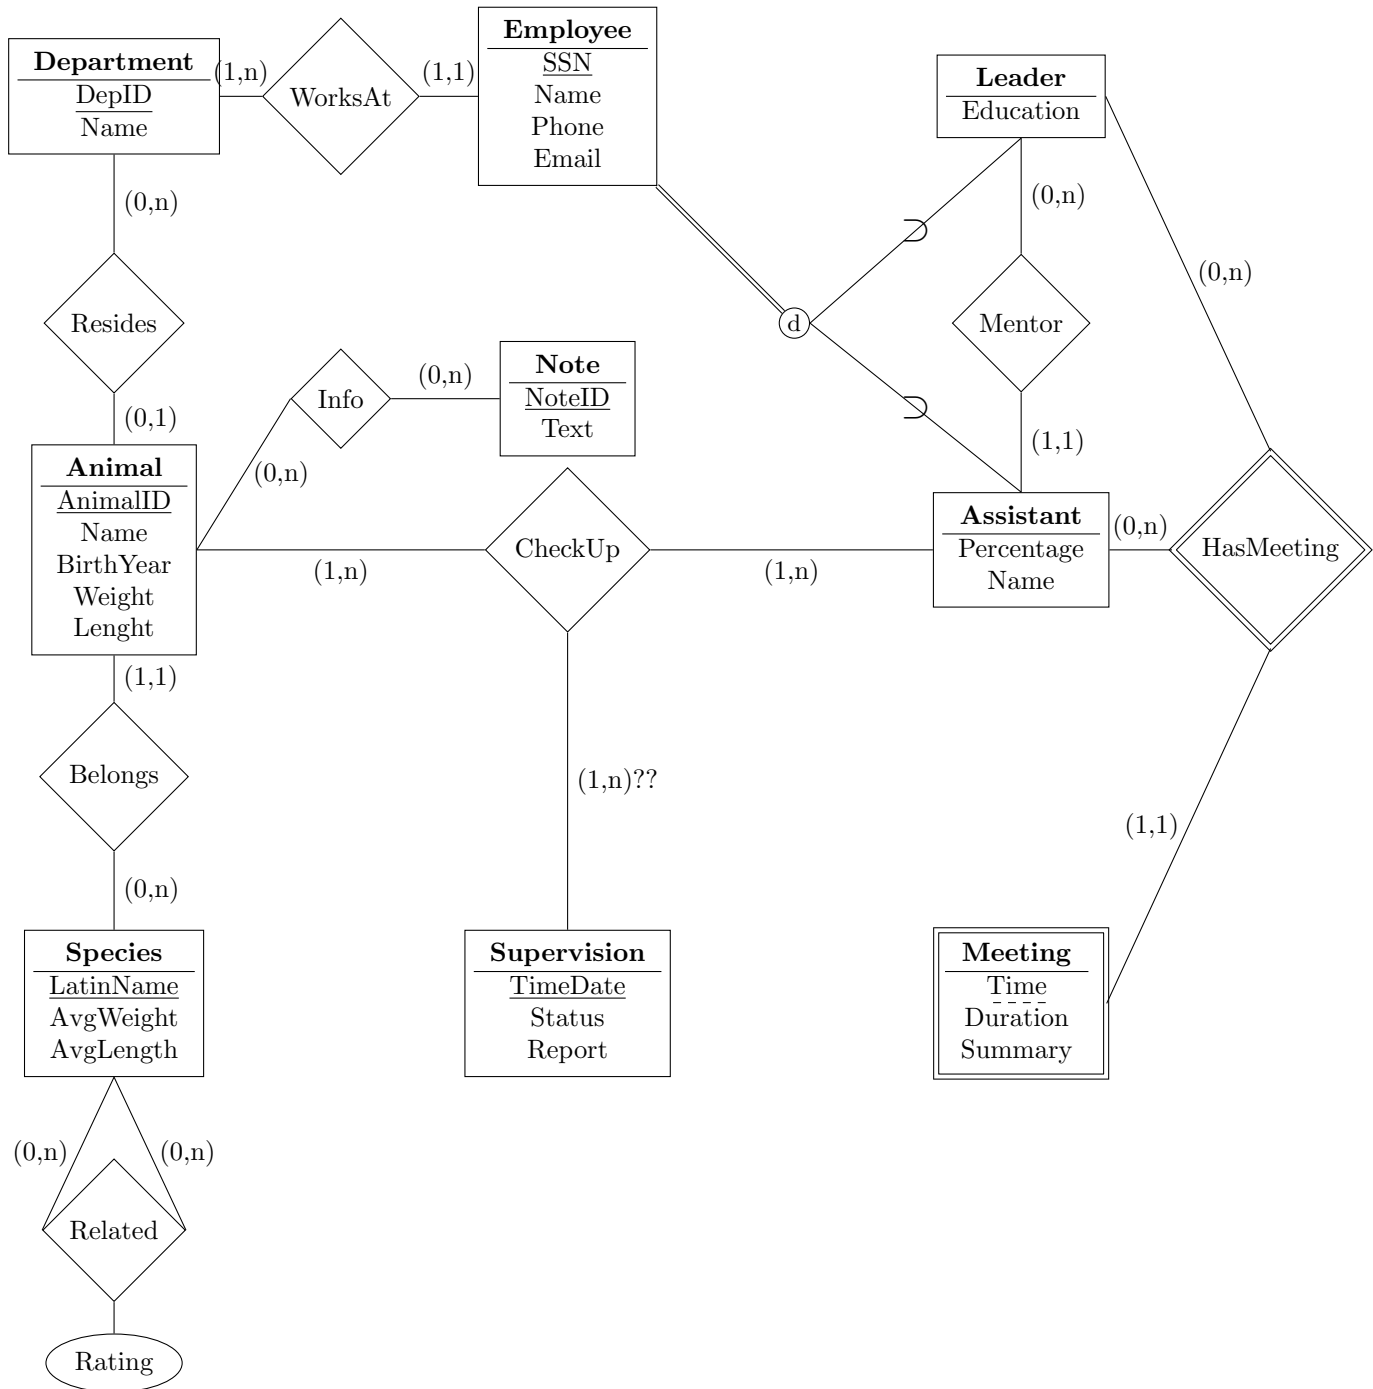 Employee
SSN
Name
Phone
Email
Department
DepID
Name
(1,n)
WorksAt
(1,1)
Leader
Education
(0,n)
(0,n)
(0,n)
Resides
d
Mentor
(0,1)
Info
(0,n)
Note
NoteID
Text
(0,n)
(1,1)
Animal
AnimalID
Name
BirthYear
Weight
Lenght
(1,n)
CheckUp
(1,n)
Assistant
Percentage
Name
(0,n)
HasMeeting
(1,1)
Belongs
(1,n)??
(1,1)
(0,n)
Species
LatinName
AvgWeight
AvgLength
Supervision
TimeDate
Status
Report
Meeting
Time
Duration
Summary
(0,n)
(0,n)
Related
Rating